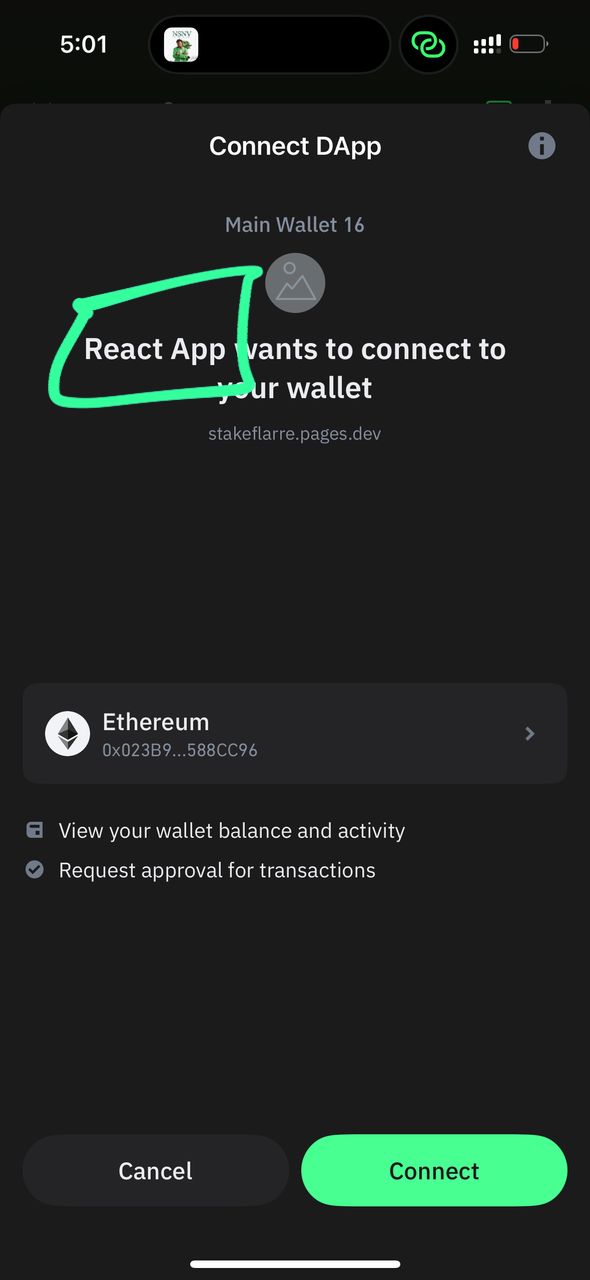 5:01
NSNV
Connect DApp
Main Wallet 16
React App wants to connect to
your wallet
stakeflarre.pages.dev
Ethereum
0x023B9...588CC96
View your wallet balance and activity
Request approval for transactions
Cancel
Connect